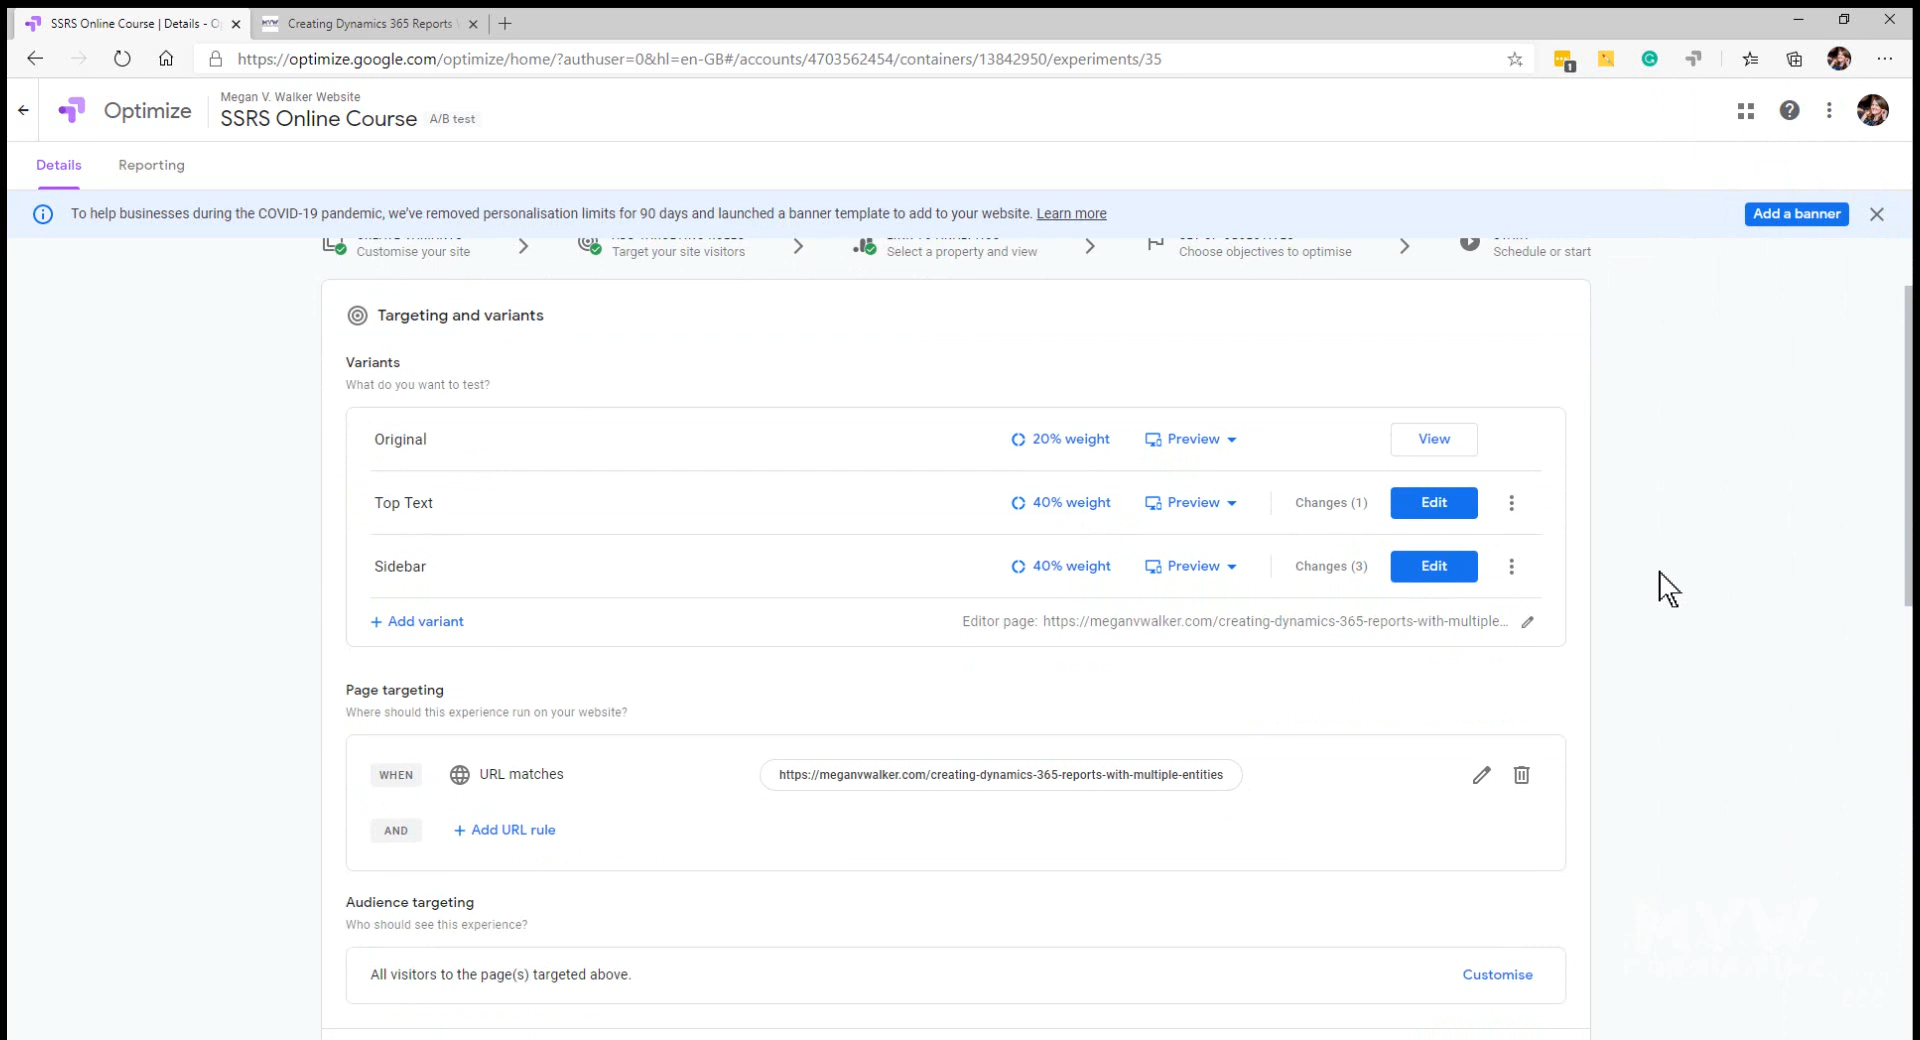 SSRS Online Course | Details - O
Creating Dynamics 365 Reports
https://optimize.google.com/optimize/home/?authuser=0&hl=en-GB#/accounts/4703562454/containers/13842950/experiments/35
1
Optimize
Megan V. Walker Website
SSRS Online Course A/B test
Details Reporting
To help businesses during the COVID-19 pandemic, we've removed personalisation limits for 90 days and launched a banner template to add to your website. Learn more
Add a banner
Customise your site
Target your site visitors
Select a property and view
Choose objectives to optimise
Schedule or start
Targeting and variants
Variants
What do you want to test?
Original 20% weight Preview View
Top Text 40% weight Preview Changes (1) Edit
Sidebar 40% weight Preview Changes (3) Edit
+ Add variant Editor page: https://meganvwalker.com/creating-dynamics-365-reports-with-multiple...
Page targeting
Where should this experience run on your website?
WHEN URL matches https://meganvwalker.com/creating-dynamics-365-reports-with-multiple-entities
AND + Add URL rule
Audience targeting
Who should see this experience?
All visitors to the page(s) targeted above. Customise